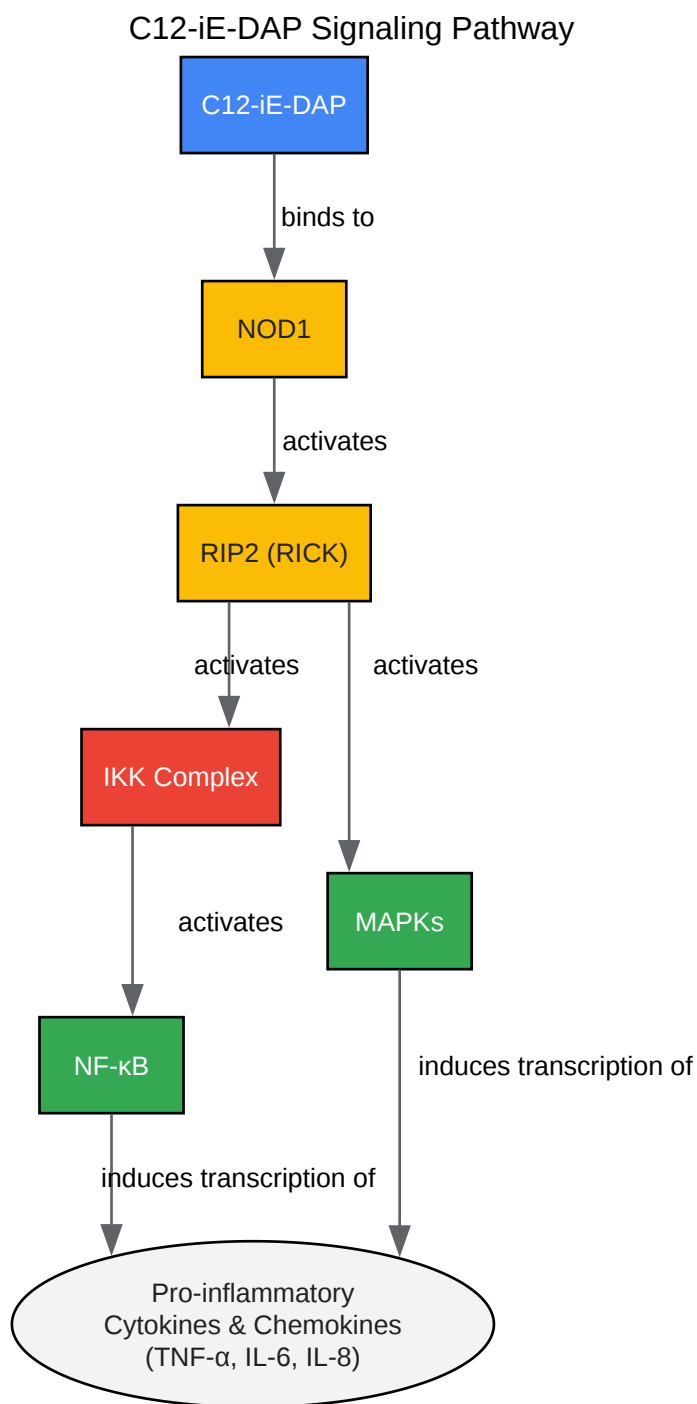 C12-iE-DAP Signaling Pathway
C12-iE-DAP
binds to
NOD1
activates
RIP2 (RICK)
activates
activates
IKK Complex
activates
MAPKs
NF-κB
induces transcription of
induces transcription of
Pro-inflammatory
Cytokines & Chemokines
(TNF-α, IL-6, IL-8)